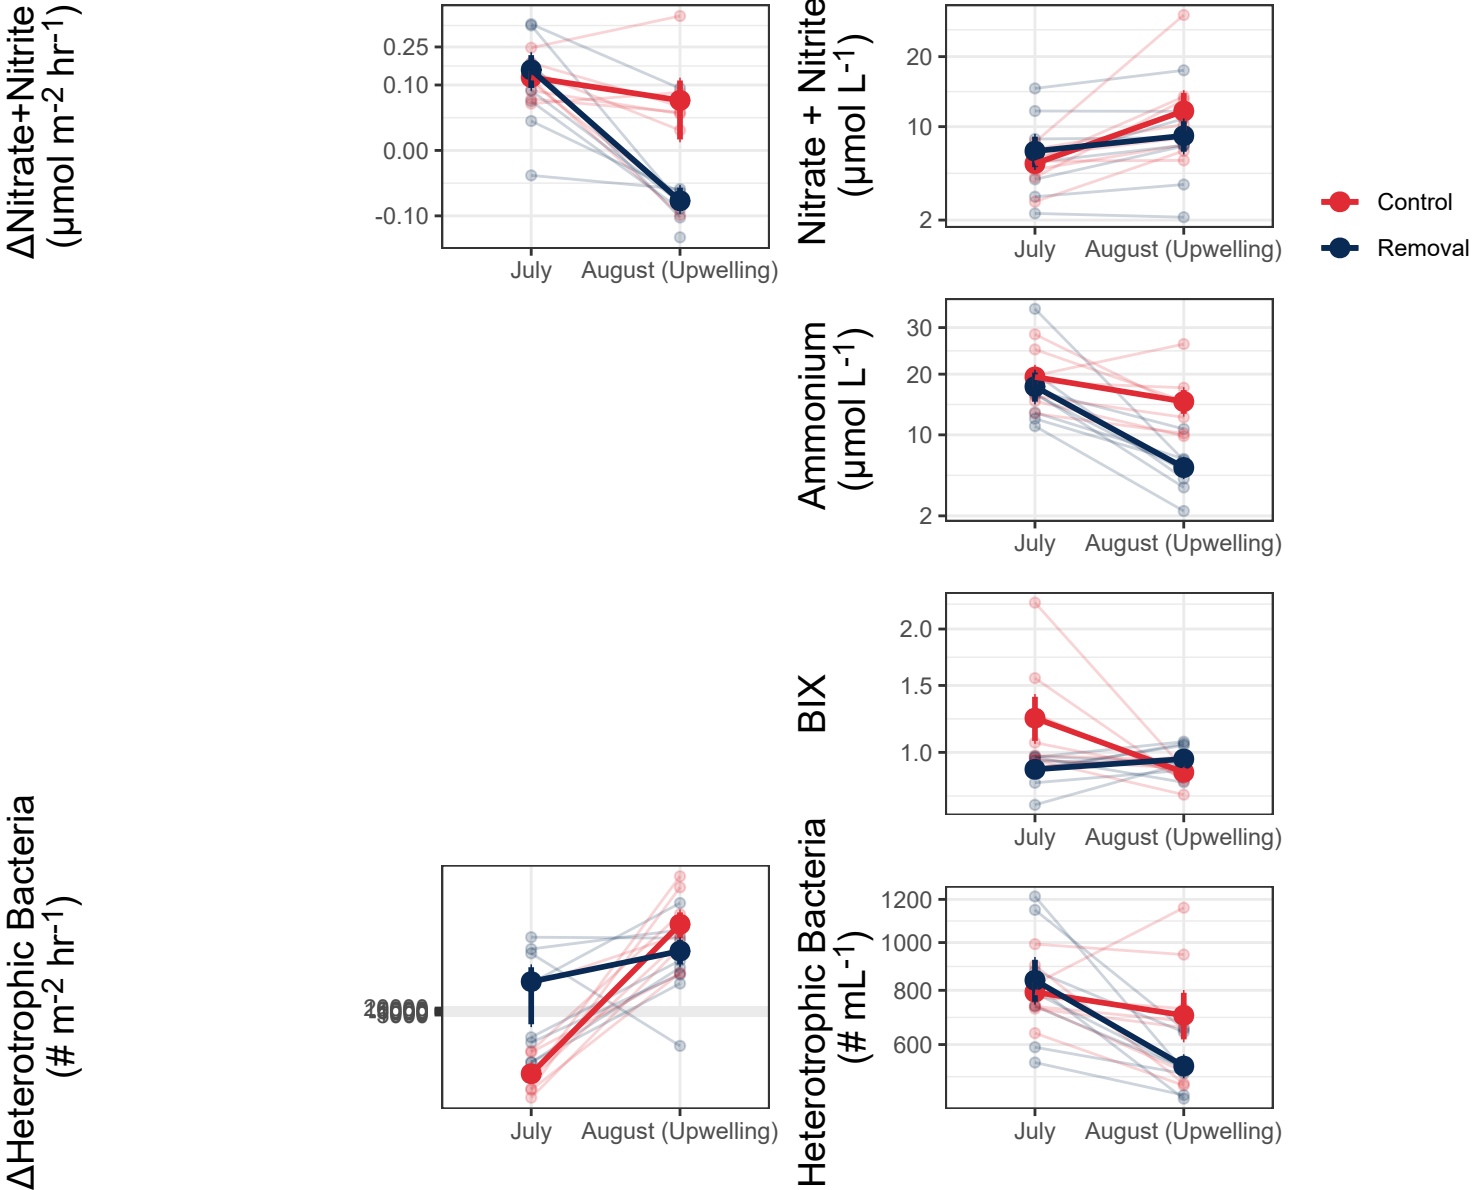 ΔNitrate+Nitrite
(µmol m-2 hr-1)
0.25
0.10
0.00
-0.10
July
August (Upwelling)
Nitrate + Nitrite
(µmol L-1)
20
10
2
July
August (Upwelling)
Control
Removal
Ammonium
(µmol L-1)
30
20
10
2
July
August (Upwelling)
BIX
2.0
1.5
1.0
July
August (Upwelling)
ΔHeterotrophic Bacteria
(# m-2 hr-1)
July
August (Upwelling)
Heterotrophic Bacteria
(# mL-1)
1200
1000
800
600
July
August (Upwelling)